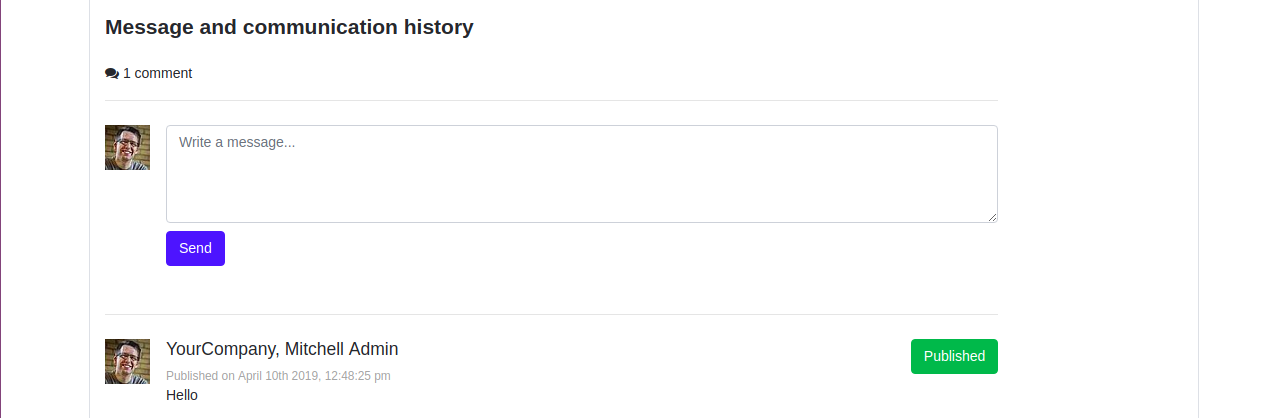 Message and communication history
1 comment
Write a message...
Send
YourCompany, Mitchell Admin
Published
Published on April 10th 2019, 12:48:25 pm
Hello